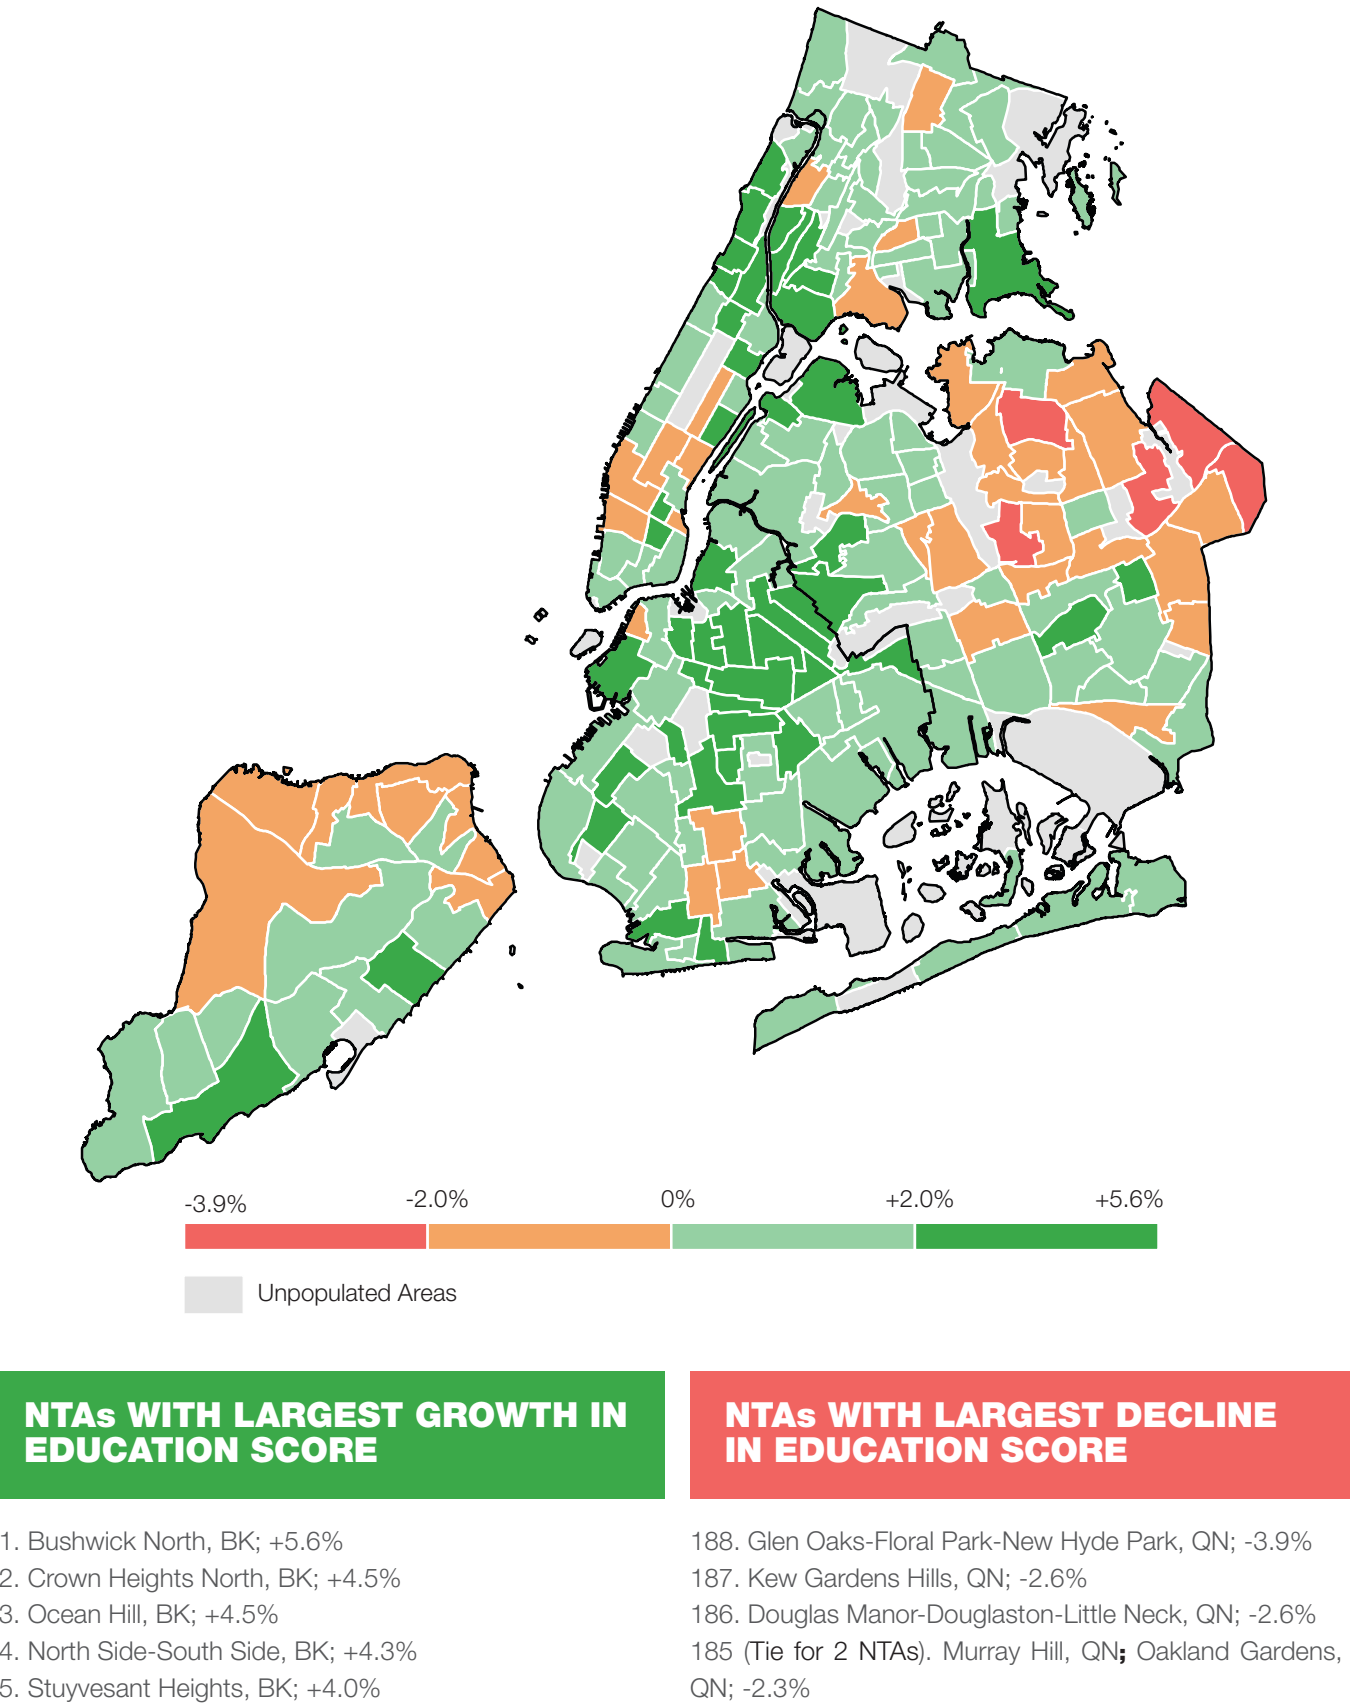 -3.9%
-2.0%
0%
+2.0%
+5.6%
Unpopulated Areas
NTAs WITH LARGEST GROWTH IN
EDUCATION SCORE
1. Bushwick North, BK; +5.6%
2. Crown Heights North, BK; +4.5%
3. Ocean Hill, BK; +4.5%
4. North Side-South Side, BK; +4.3%
5. Stuyvesant Heights, BK; +4.0%
NTAs WITH LARGEST DECLINE
IN EDUCATION SCORE
188. Glen Oaks-Floral Park-New Hyde Park, QN; -3.9%
187. Kew Gardens Hills, QN; -2.6%
186. Douglas Manor-Douglaston-Little Neck, QN; -2.6%
185 (Tie for 2 NTAs). Murray Hill, QN; Oakland Gardens,
QN; -2.3%